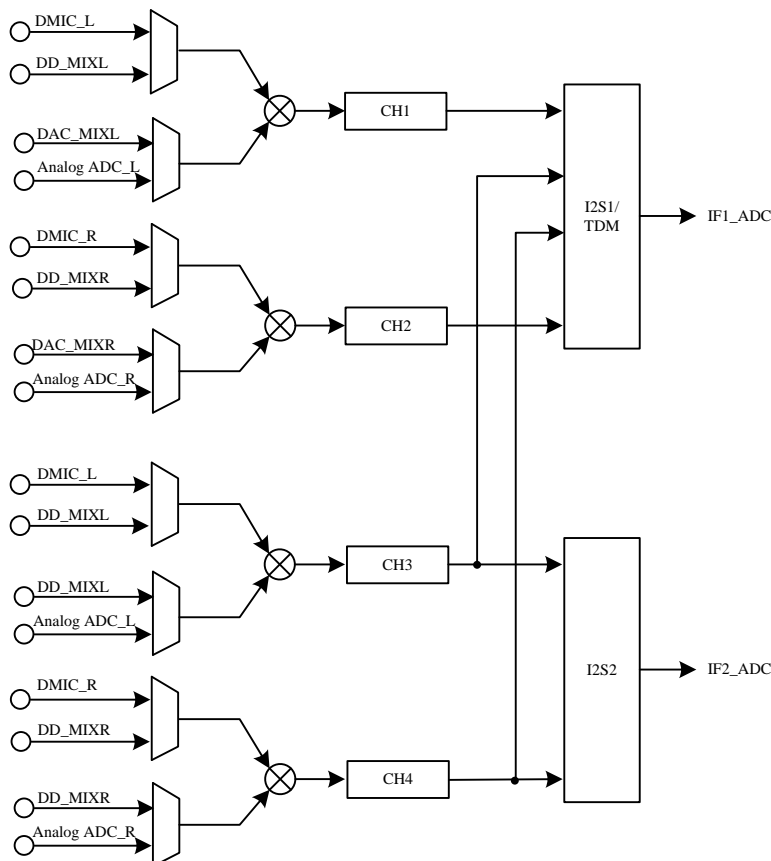 DMIC_L
DD_MIXL
DAC_MIXL
Analog ADC_L
CH1
DMIC_R
DD_MIXR
DAC_MIXR
Analog ADC_R
CH2
I2S1/
TDM
IF1_ADC
DMIC_L
DD_MIXL
DD_MIXL
Analog ADC_L
CH3
DMIC_R
DD_MIXR
DD_MIXR
Analog ADC_R
CH4
I2S2
IF2_ADC